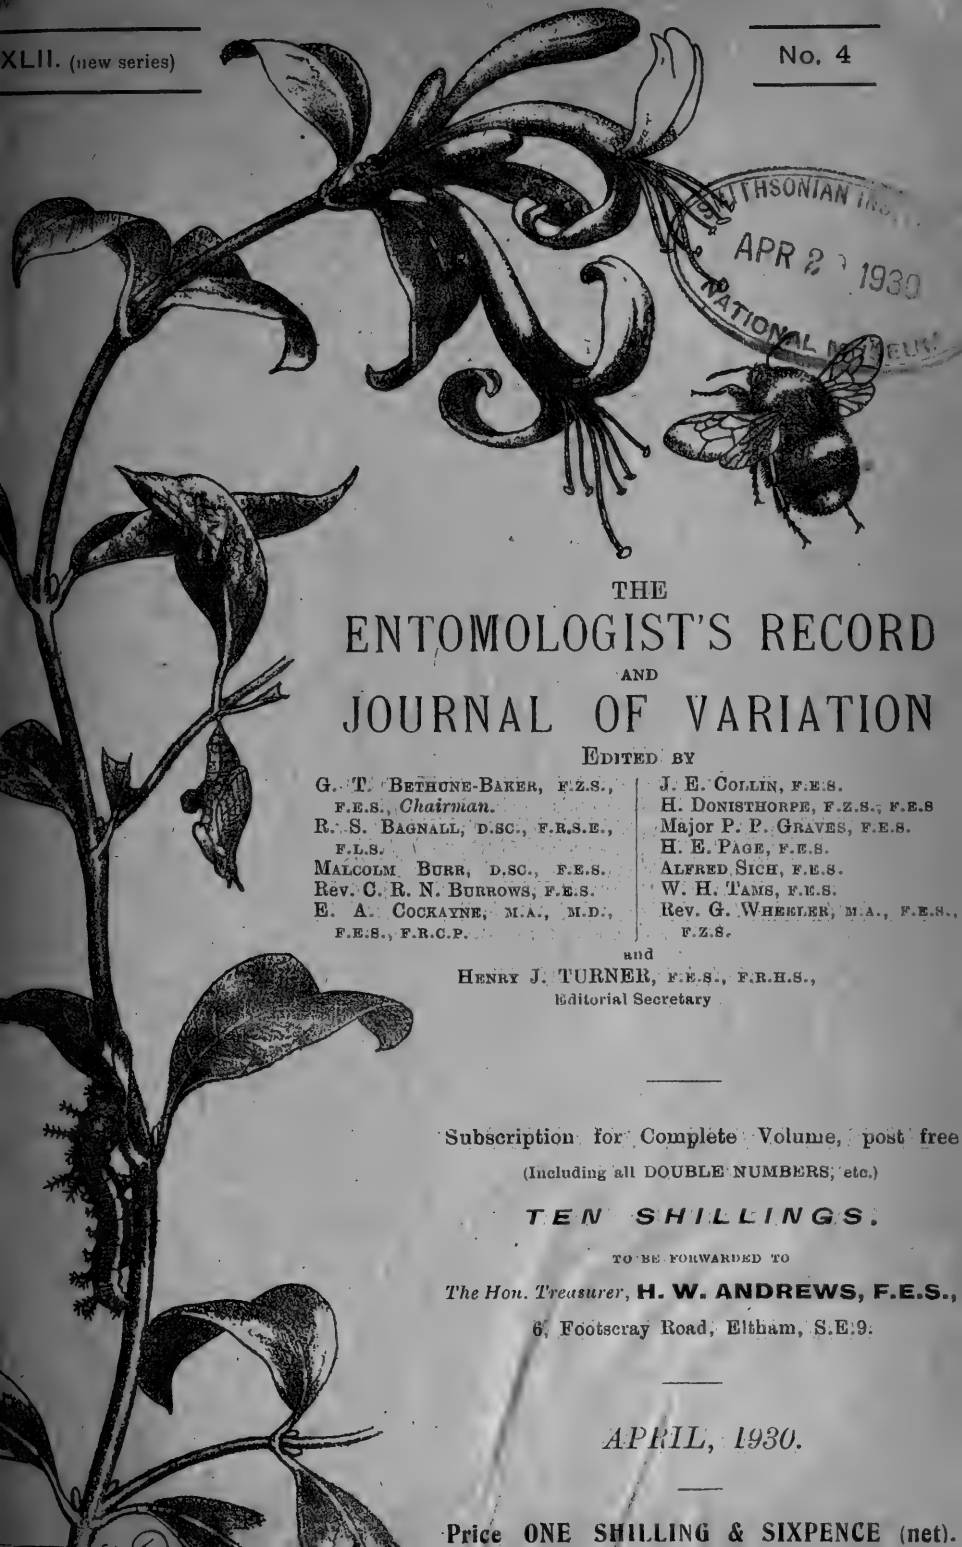 XLII. (new series)
No. 4
SMITHSONIAN
APR 2 1930
NATIONAL MUSEUM
THE
ENTOMOLOGIST'S RECORD
AND
JOURNAL OF VARIATION
EDITED BY
G. T. BETHUNE-BAKER, F.Z.S.,
F.E.S., Chairman.
R. S. BAGNALL, D.SC., F.R.S.E.,
F.L.S.
MALCOLM BURR, D.SC., F.E.S.
Rev. C. R. N. BURROWS, F.E.S.
E. A. COCKAYNE, M.A., M.D.,
F.E.S., F.R.C.P.
J. E. COLLIN, F.E.S.
H. DONISTHORPE, F.Z.S., F.E.S
Major P. P. GRAVES, F.E.S.
H. E. PAGE, F.E.S.
ALFRED SICH, F.E.S.
W. H. TAMS, F.E.S.
Rev. G. WHEELER, M.A., F.E.S.,
F.Z.S.
and
HENRY J. TURNER, F.E.S., F.R.H.S.,
Editorial Secretary
Subscription for Complete Volume, post free
(Including all DOUBLE NUMBERS, etc.)
TEN SHILLINGS.
TO BE FORWARDED TO
The Hon. Treasurer, H. W. ANDREWS, F.E.S.,
6, Footscray Road, Eltham, S.E.9.
APRIL, 1930.
Price ONE SHILLING & SIXPENCE (net).